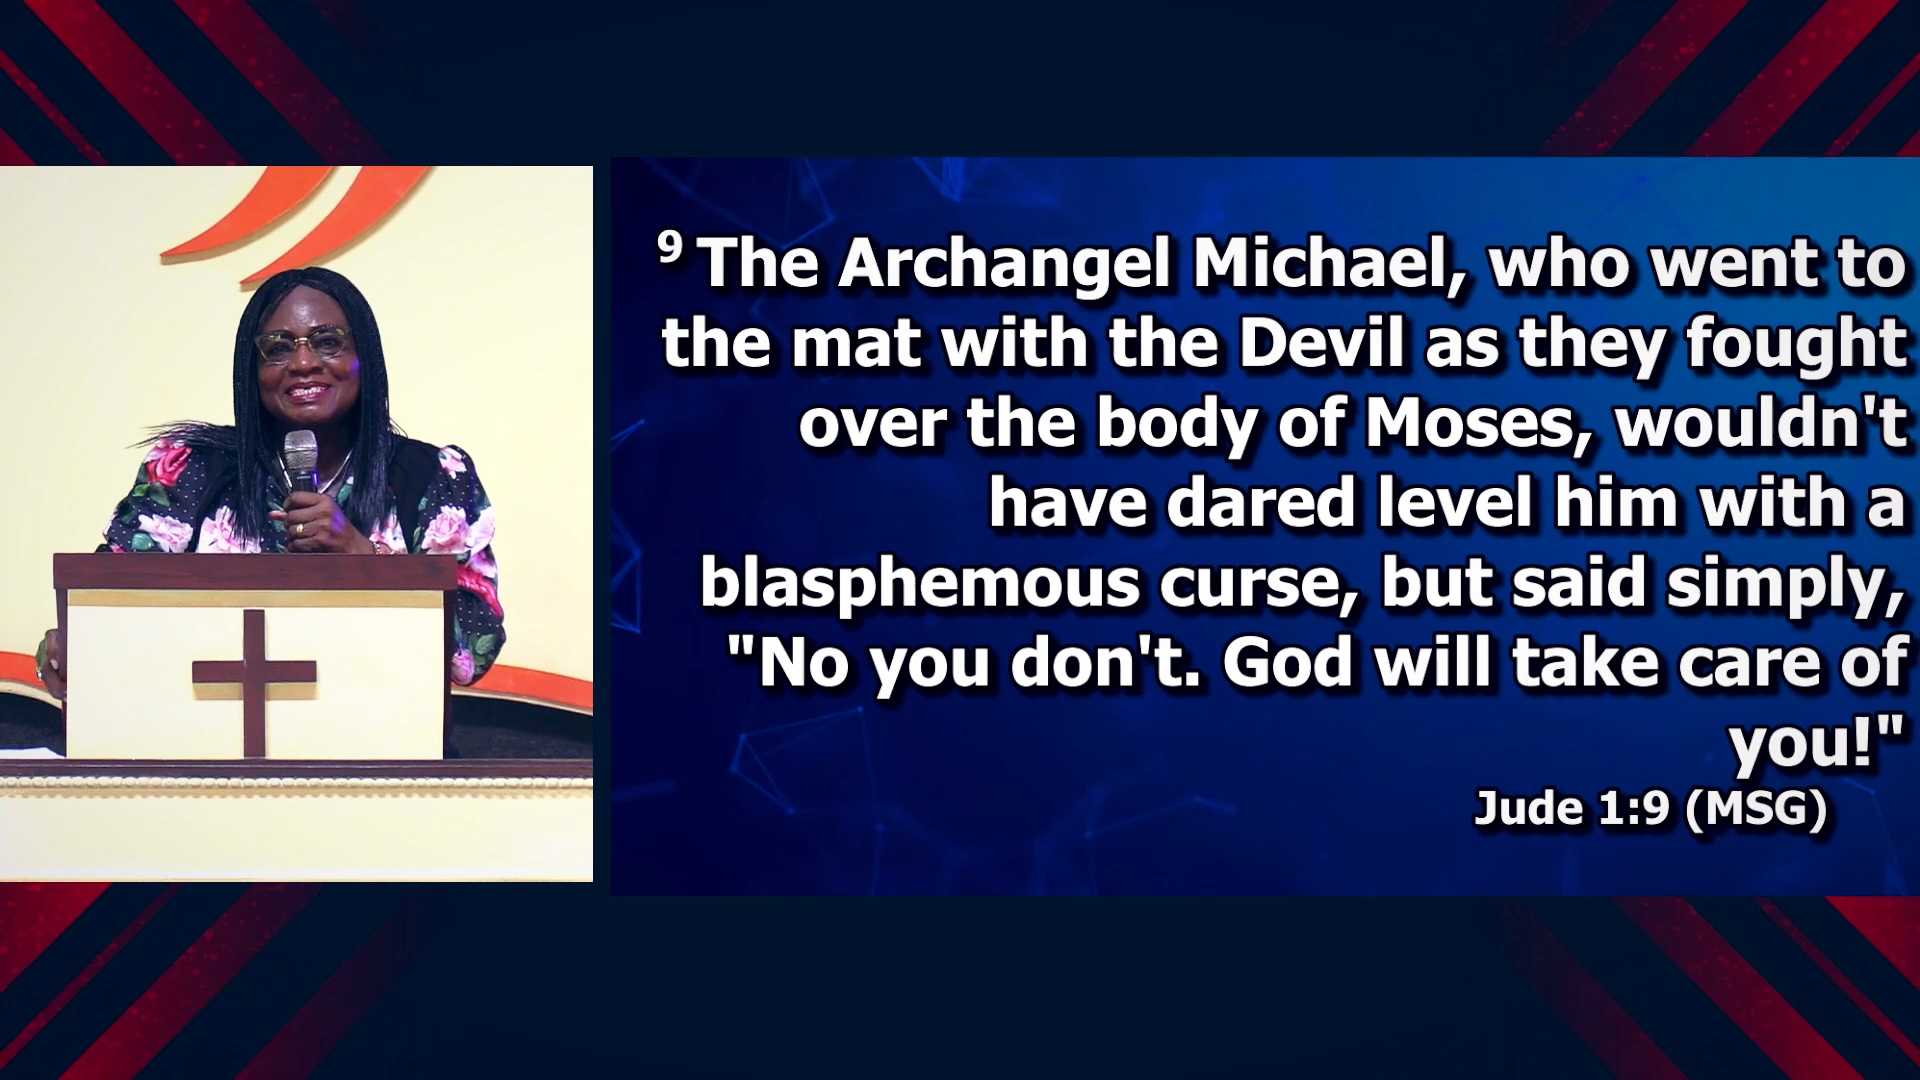 9 The Archangel Michael, who went to
the mat with the Devil as they fought
over the body of Moses, wouldn't
have dared level him with a
blasphemous curse, but said simply,
"No you don't. God will take care of
you!"
Jude 1:9 (MSG)